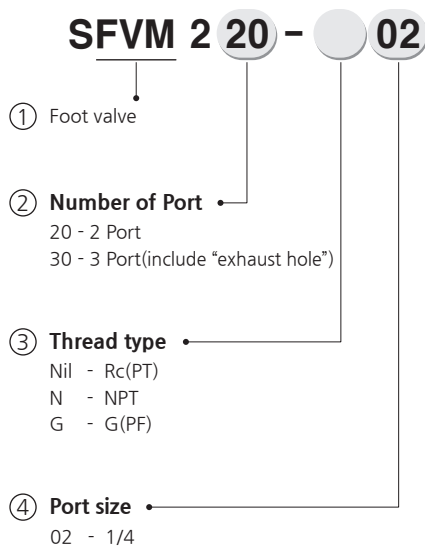 SFVM 2 20 - 02
① Foot valve
② Number of Port
20 - 2 Port
30 - 3 Port(include “exhaust hole”)
③ Thread type
Nil - Rc(PT)
N - NPT
G - G(PF)
④ Port size
02 - 1/4